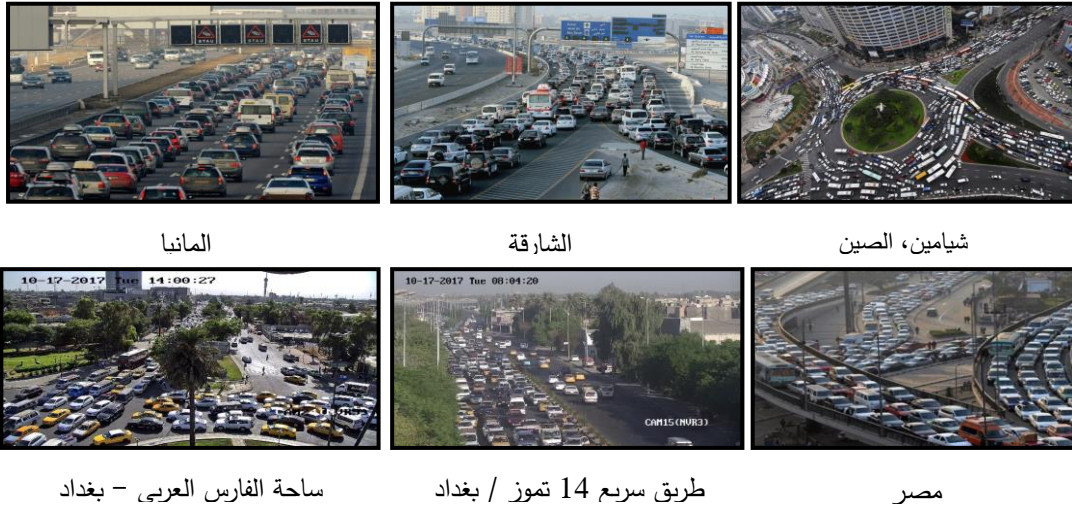 شيامين، الصين
الشارقة
المانيا
10-17-2017 Tue 08:04:20
10-17-2017 Tue 14:00:27
CAM15(NVR3)
مصر
طريق سريع 14 تموز / بغداد
ساحة الفارس العربي – بغداد